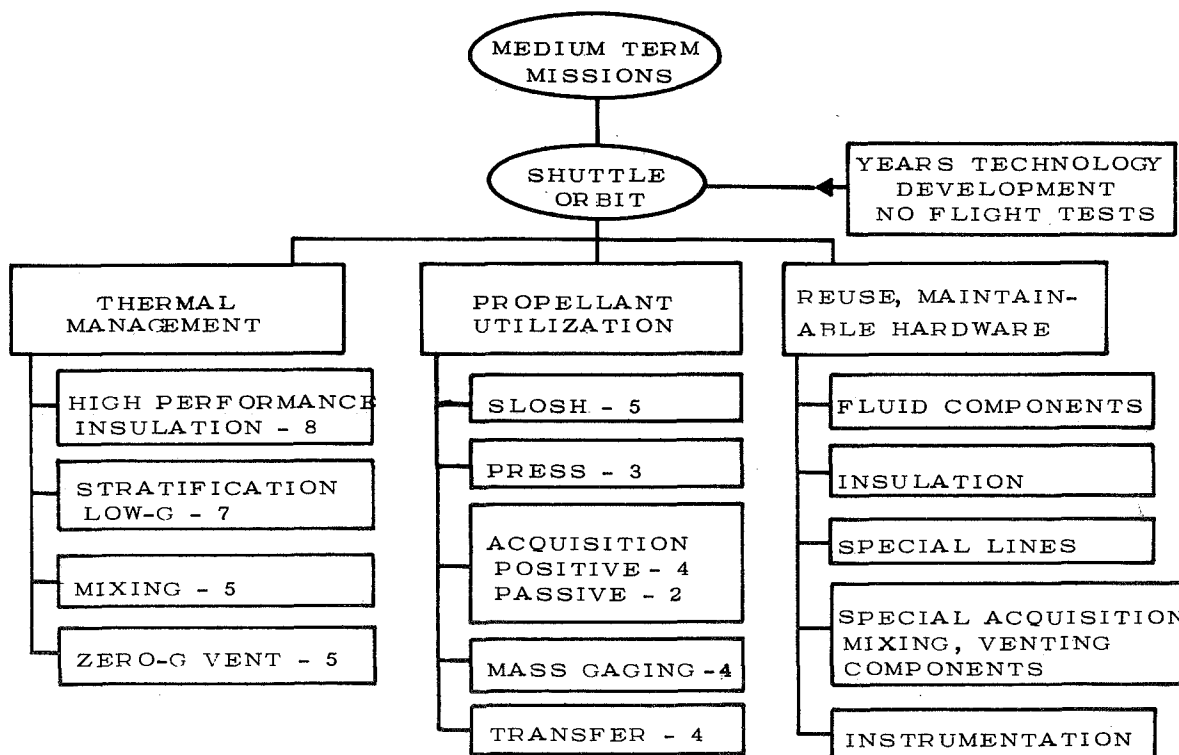 MEDIUM TERM
MISSIONS
SHUTTLE
ORBIT
YEARS TECHNOLOGY
DEVELOPMENT
NO FLIGHT TESTS
THERMAL
MANAGEMENT
HIGH PERFORMANCE
INSULATION - 8
STRATIFICATION
LOW-G - 7
MIXING - 5
ZERO-G VENT - 5
PROPELLANT
UTILIZATION
SLOSH - 5
PRESS - 3
ACQUISITION
POSITIVE - 4
PASSIVE - 2
MASS GAGING - 4
TRANSFER - 4
REUSE, MAINTAIN-
ABLE HARDWARE
FLUID COMPONENTS
INSULATION
SPECIAL LINES
SPECIAL ACQUISITION
MIXING, VENTING
COMPONENTS
INSTRUMENTATION